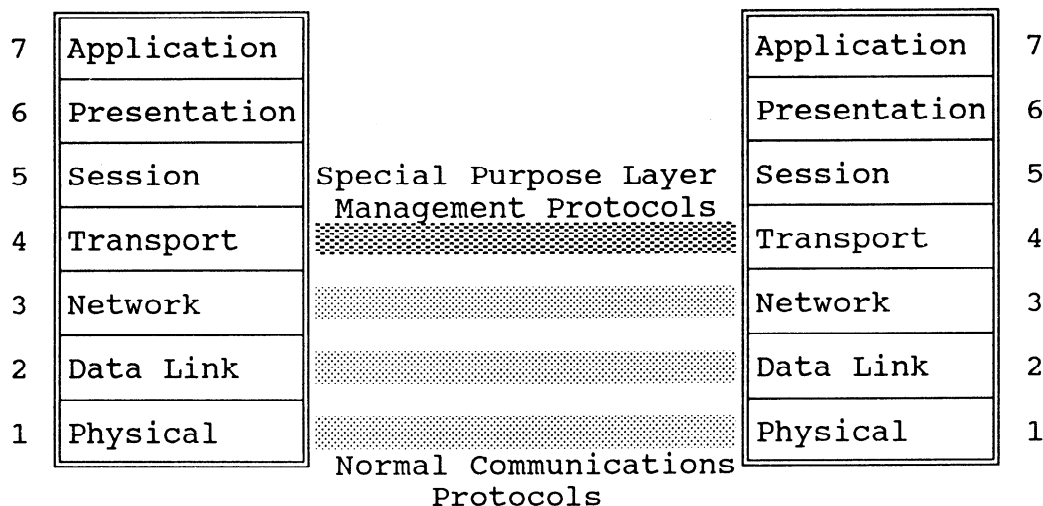 7 Application
6 Presentation
5 Session
4 Transport
3 Network
2 Data Link
1 Physical
Special Purpose Layer
Management Protocols
Normal Communications
Protocols
Application 7
Presentation 6
Session 5
Transport 4
Network 3
Data Link 2
Physical 1